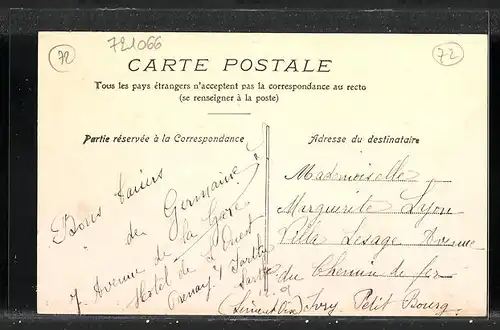 72
721066
72
CARTE POSTALE
Tous les pays étrangers n'acceptent pas la correspondance au recto
(se renseigner à la poste)
Partie réservée à la Correspondance
Adresse du destinataire
Bons baisers
de Germaine
7 Avenue de la Gare
Hôtel de l'Ouest
Sarthe
Mademoiselle
Marguerite Lyon
Villa Lesage Avenue
du Chemin de fer
Petit Bourg